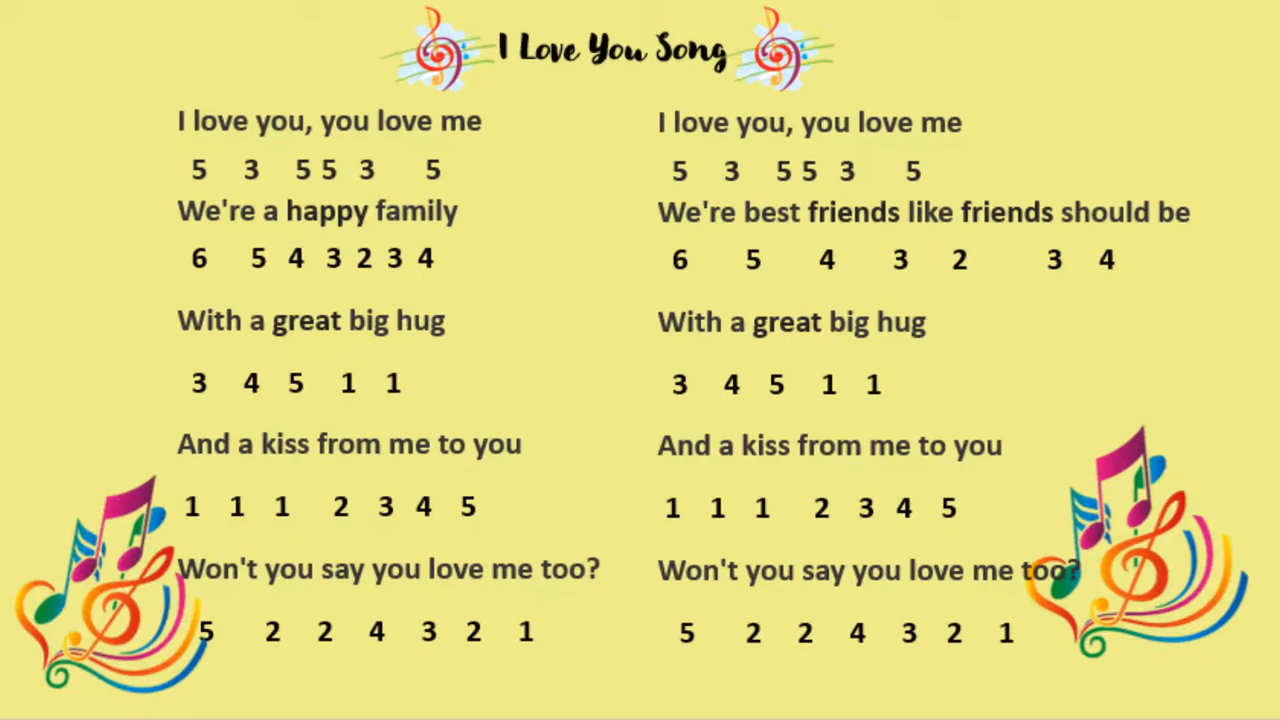 I Love You Song
I love you, you love me
5 3 5 5 3 5
We're a happy family
6 5 4 3 2 3 4
With a great big hug
3 4 5 1 1
And a kiss from me to you
1 1 1 2 3 4 5
Won't you say you love me too?
5 2 2 4 3 2 1
I love you, you love me
5 3 5 5 3 5
We're best friends like friends should be
6 5 4 3 2 3 4
With a great big hug
3 4 5 1 1
And a kiss from me to you
1 1 1 2 3 4 5
Won't you say you love me too?
5 2 2 4 3 2 1